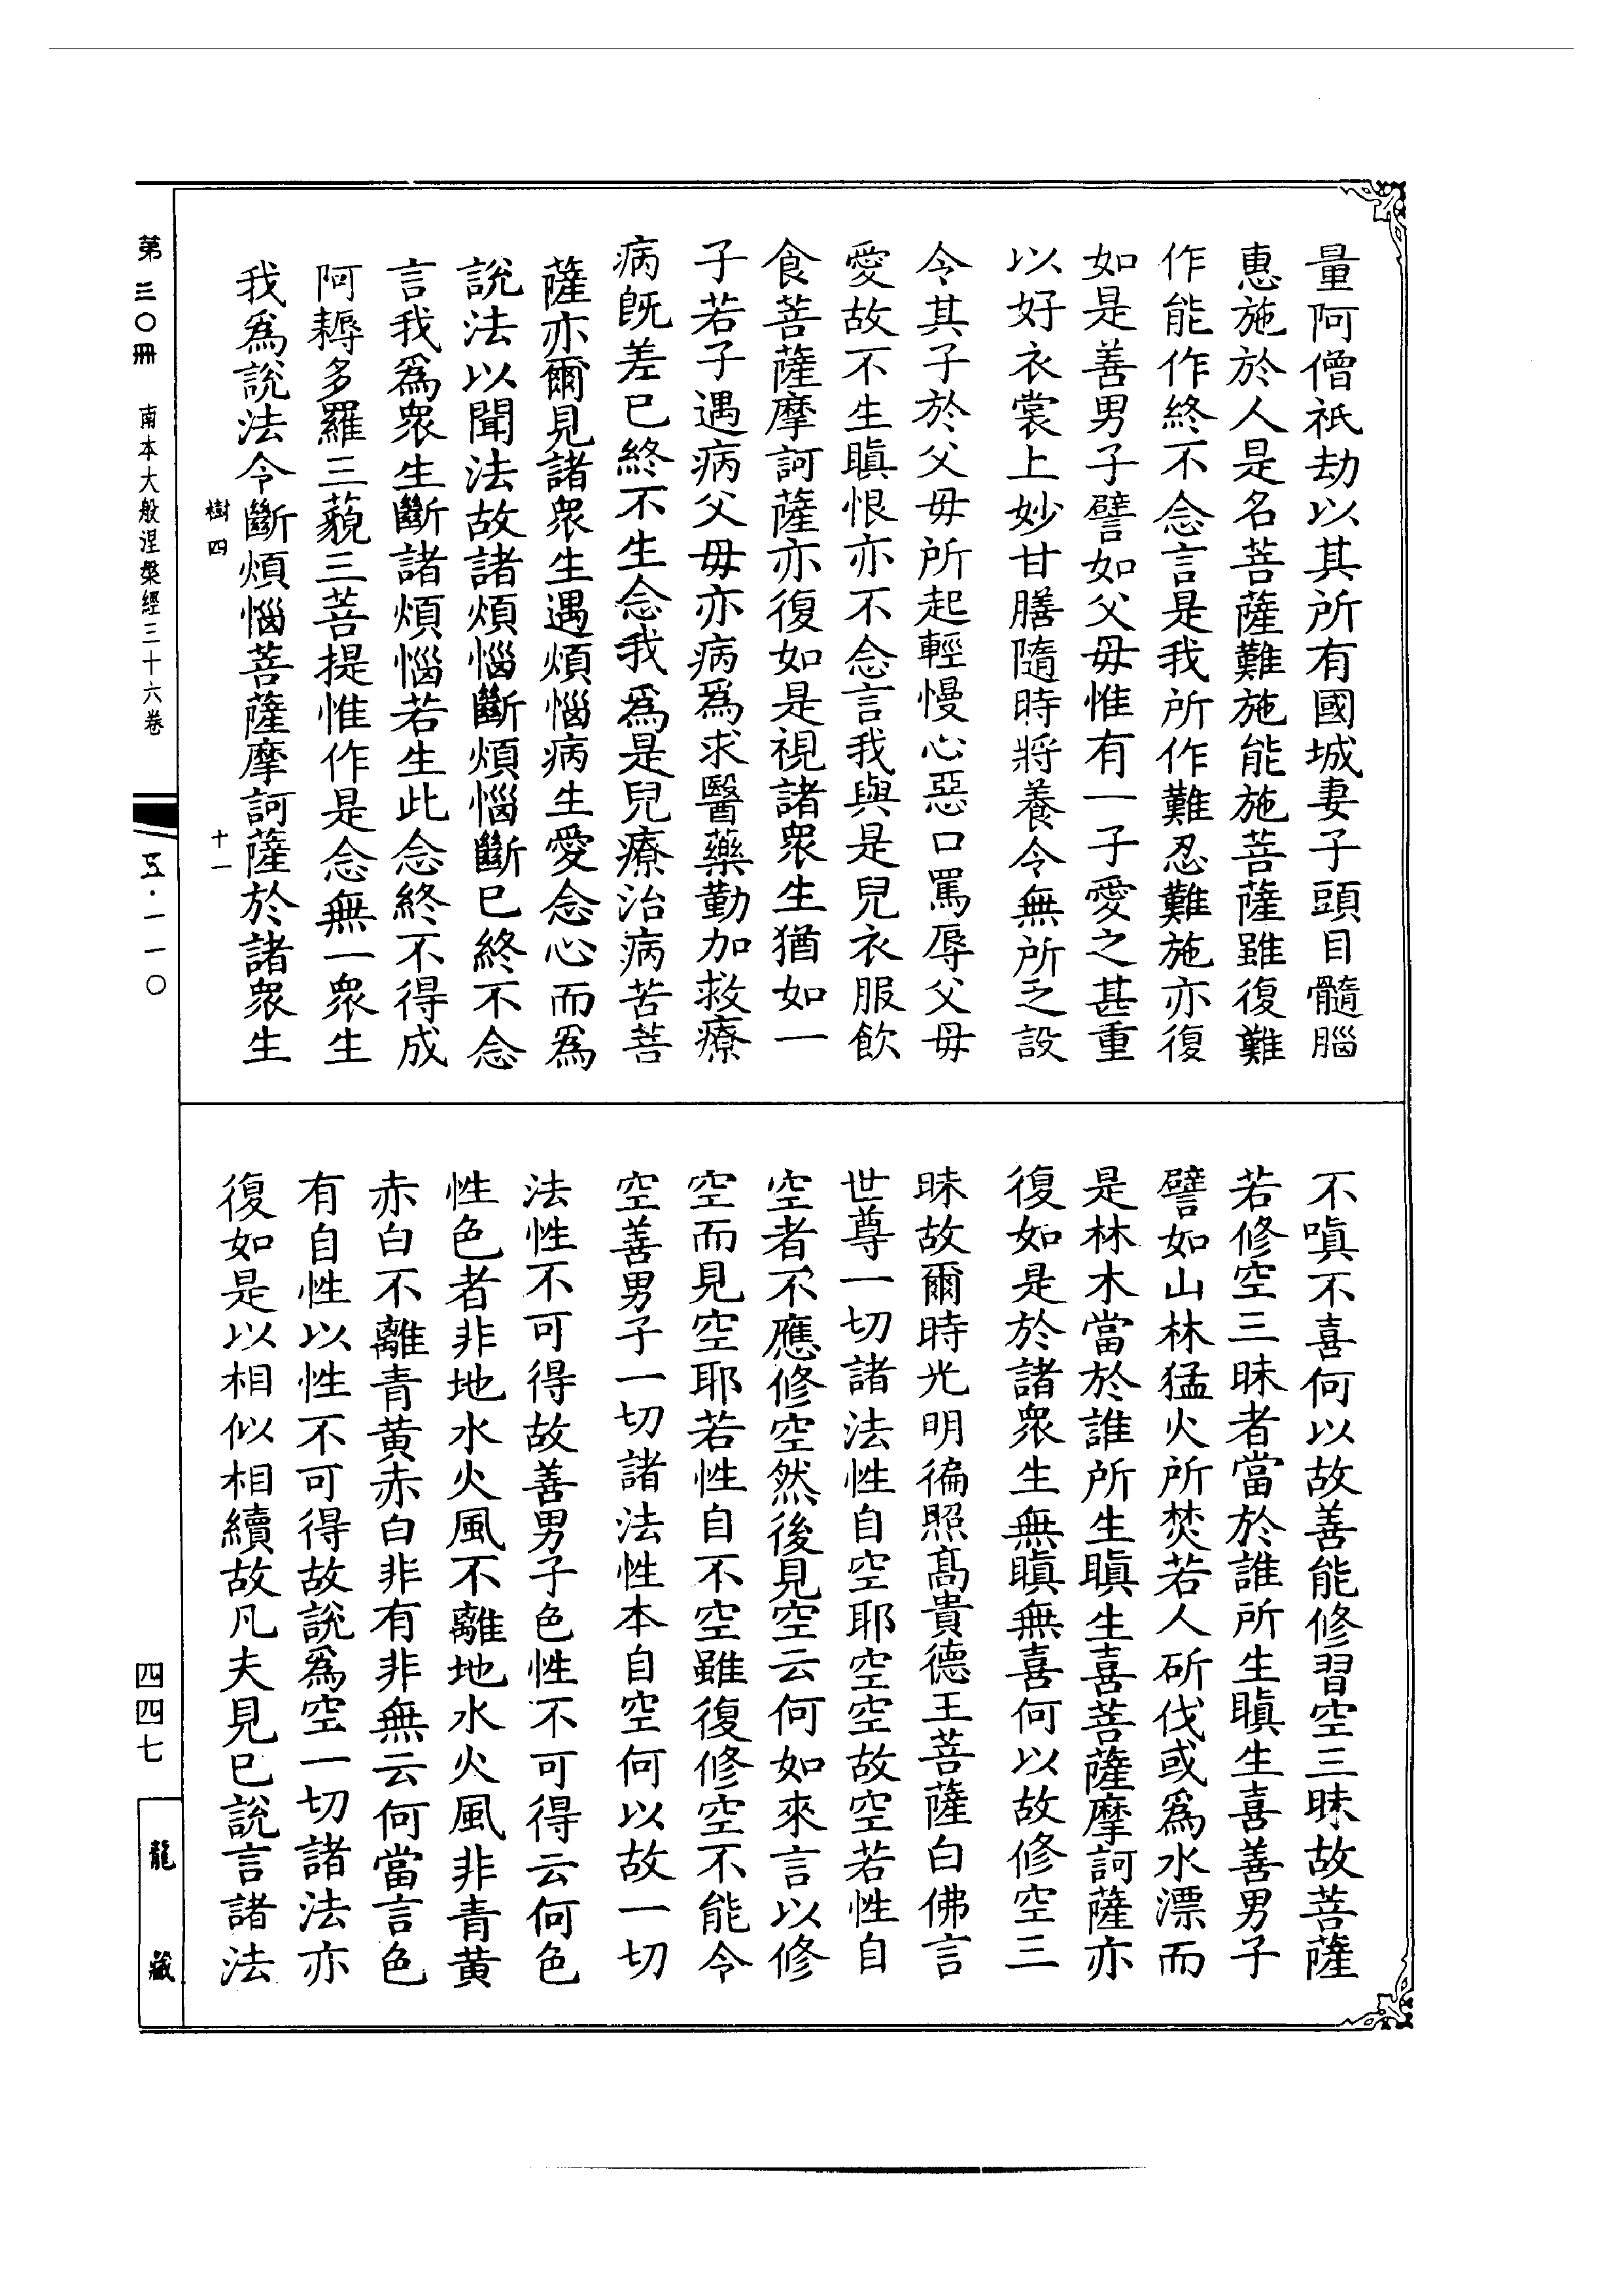 量阿僧祇劫以其所有國城妻子頭目髓腦
惠施於人是名菩薩難施能施菩薩雖復難
作能作終不念言是我所作難忍難施亦復
如是善男子譬如父母惟有一子愛之甚重
以好衣裳上妙甘膳隨時將養令無所乏設
令其子於父母所起輕慢心惡口罵辱父母
愛故不生瞋恨亦不念言我與是兒衣服飲
食菩薩摩訶薩亦復如是視諸衆生猶如一
子若子遇病父母亦病爲求醫藥勤加救療
病旣差已終不生念我爲是兒療治病苦菩
薩亦爾見諸衆生遇煩惱病生愛念心而爲
說法以聞法故諸煩惱斷煩惱斷已終不念
言我爲衆生斷諸煩惱若生此念終不得成
阿耨多羅三藐三菩提惟作是念無一衆生
我爲說法令斷煩惱菩薩摩訶薩於諸衆生
樹四
十一
不嗔不喜何以故善能修習空三昧故菩薩
若修空三昧者當於誰所生瞋生喜善男子
譬如山林猛火所焚若人斫伐或爲水漂而
是林木當於誰所生瞋生喜菩薩摩訶薩亦
復如是於諸衆生無瞋無喜何以故修空三
昧故爾時光明徧照高貴德王菩薩白佛言
世尊一切諸法性自空耶空空故空若性自
空者不應修空然後見空云何如來言以修
空而見空耶若性自不空雖復修空不能令
空善男子一切諸法性本自空何以故一切
法性不可得故善男子色性不可得云何色
性色者非地水火風不離地水火風非青黃
赤白不離青黃赤白非有非無云何當言色
有自性以性不可得故說爲空一切諸法亦
復如是以相似相續故凡夫見已說言諸法
第三〇冊
南本大般涅槃經三十六卷
五·一一〇
四四七
龍藏